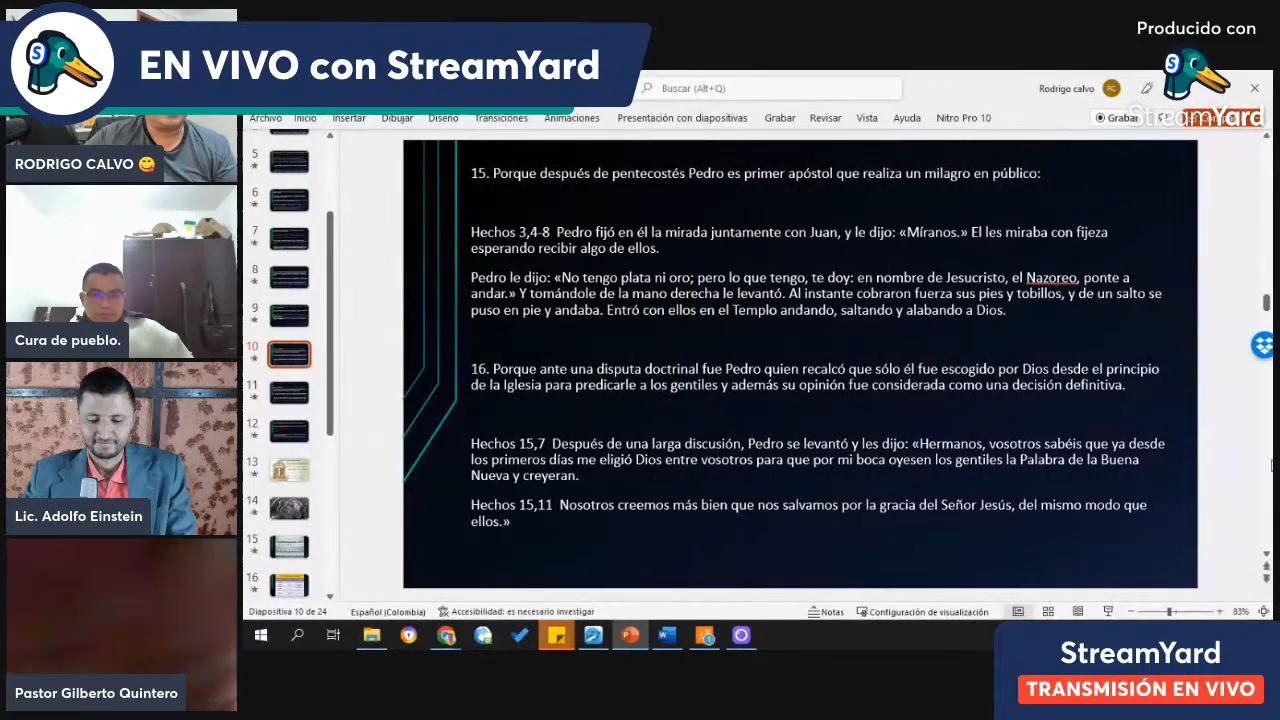 EN VIVO con StreamYard
Producido con
StreamYard
Buscar (Alt+Q)
Rodrigo calvo
RC
Archivo Inicio Insertar Dibujar Diseño Transiciones Animaciones Presentación con diapositivas Grabar Revisar Vista Ayuda Nitro Pro 10
Grabar
RODRIGO CALVO 😋
Cura de pueblo.
Lic. Adolfo Einstein
Pastor Gilberto Quintero
5
6
7
8
9
10
11
12
13
14
15
16
15. Porque después de pentecostés Pedro es primer apóstol que realiza un milagro en público:
Hechos 3,4-8 Pedro fijó en él la mirada juntamente con Juan, y le dijo: «Míranos.» El les miraba con fijeza
esperando recibir algo de ellos.
Pedro le dijo: «No tengo plata ni oro; pero lo que tengo, te doy: en nombre de Jesucristo, el Nazoreo, ponte a
andar.» Y tomándole de la mano derecha le levantó. Al instante cobraron fuerza sus pies y tobillos, y de un salto se
puso en pie y andaba. Entró con ellos en el Templo andando, saltando y alabando a Dios.
16. Porque ante una disputa doctrinal fue Pedro quien recalcó que sólo él fue escogido por Dios desde el principio
de la Iglesia para predicarle a los gentiles y además su opinión fue considerada como una decisión definitiva.
Hechos 15,7 Después de una larga discusión, Pedro se levantó y les dijo: «Hermanos, vosotros sabéis que ya desde
los primeros días me eligió Dios entre vosotros para que por mi boca oyesen los gentiles la Palabra de la Buena
Nueva y creyeran.
Hechos 15,11 Nosotros creemos más bien que nos salvamos por la gracia del Señor Jesús, del mismo modo que
ellos.»
Diapositiva 10 de 24 Español (Colombia) Accesibilidad: es necesario investigar Notas Configuración de visualización 83%
StreamYard
TRANSMISIÓN EN VIVO